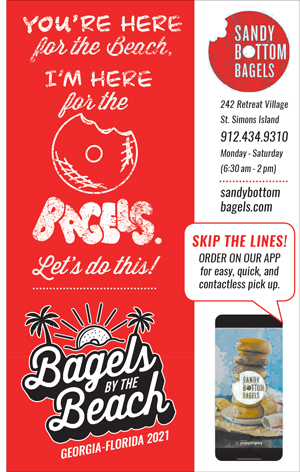 YOU'RE HERE
for the Beach,
I'M HERE
for the
BAGELS.
Let's do this!
Bagels
BY THE
Beach
GEORGIA-FLORIDA 2021
SANDY
BOTTOM
BAGELS
242 Retreat Village
St. Simons Island
912.434.9310
Monday - Saturday
(6:30 am - 2 pm)
sandybottom
bagels.com
SKIP THE LINES!
ORDER ON OUR APP
for easy, quick, and
contactless pick up.
SANDY
BOTTOM
BAGELS